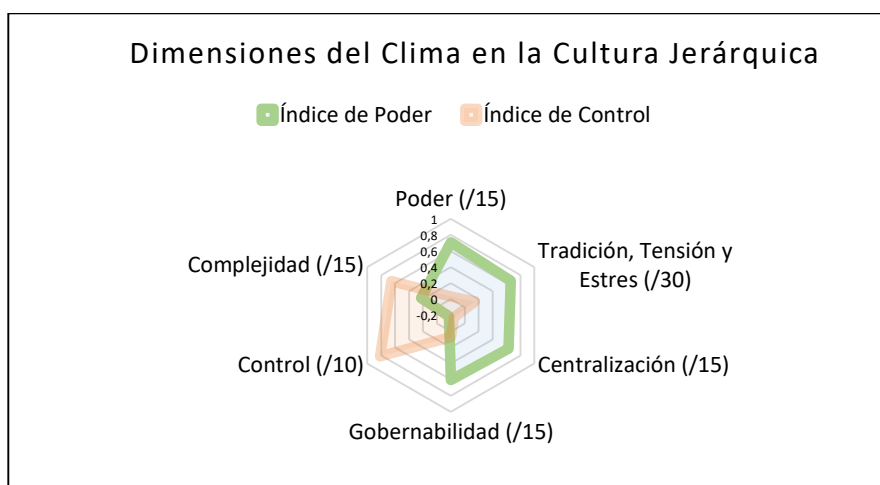 Dimensiones del Clima en la Cultura Jerárquica
Índice de Poder
Índice de Control
Poder (/15)
1
0,8
0,6
0,4
0,2
0
-0,2
Tradición, Tensión y
Estres (/30)
Centralización (/15)
Gobernabilidad (/15)
Control (/10)
Complejidad (/15)